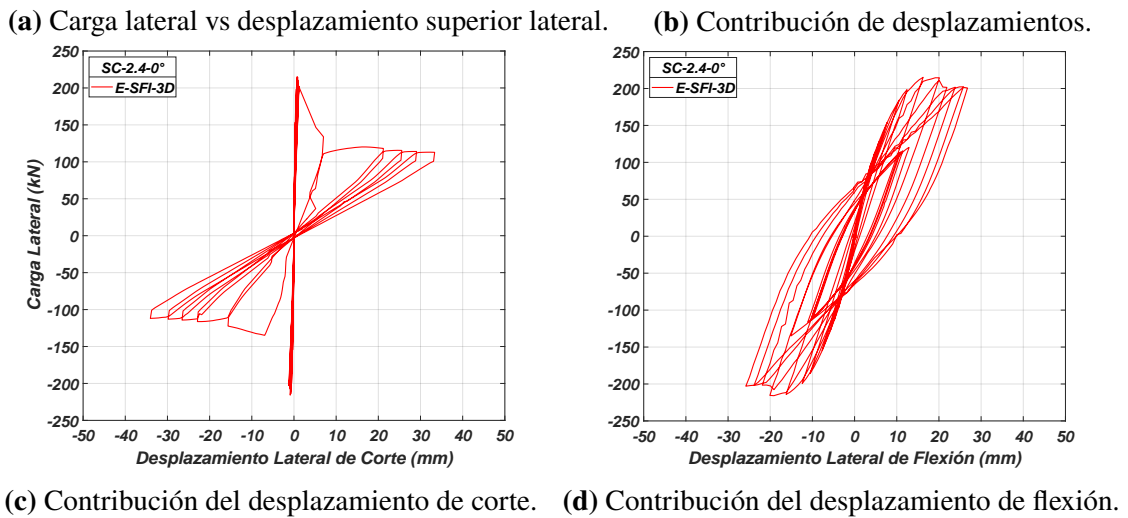 (a) Carga lateral vs desplazamiento superior lateral. (b) Contribución de desplazamientos.
250
200
150
100
50
0
-50
-100
-150
-200
-250
Carga Lateral (kN)
SC-2.4-0°
E-SFI-3D
-50 -40 -30 -20 -10 0 10 20 30 40 50
Desplazamiento Lateral de Corte (mm)
250
200
150
100
50
0
-50
-100
-150
-200
-250
SC-2.4-0°
E-SFI-3D
-50 -40 -30 -20 -10 0 10 20 30 40 50
Desplazamiento Lateral de Flexión (mm)
(c) Contribución del desplazamiento de corte. (d) Contribución del desplazamiento de flexión.